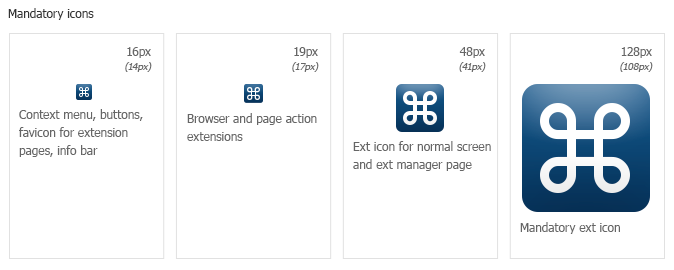 Mandatory icons
16px
(14px)
Context menu, buttons,
favicon for extension
pages, info bar
19px
(17px)
Browser and page action
extensions
48px
(41px)
Ext icon for normal screen
and ext manager page
128px
(108px)
Mandatory ext icon